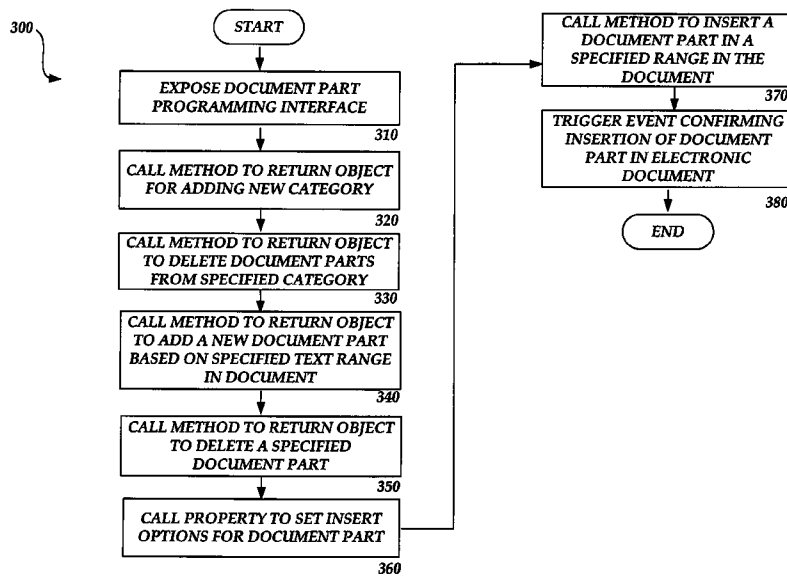 300
START
EXPOSE DOCUMENT PART
PROGRAMMING INTERFACE
310
CALL METHOD TO RETURN OBJECT
FOR ADDING NEW CATEGORY
320
CALL METHOD TO RETURN OBJECT
TO DELETE DOCUMENT PARTS
FROM SPECIFIED CATEGORY
330
CALL METHOD TO RETURN OBJECT
TO ADD A NEW DOCUMENT PART
BASED ON SPECIFIED TEXT RANGE
IN DOCUMENT
340
CALL METHOD TO RETURN OBJECT
TO DELETE A SPECIFIED
DOCUMENT PART
350
CALL PROPERTY TO SET INSERT
OPTIONS FOR DOCUMENT PART
360
CALL METHOD TO INSERT A
DOCUMENT PART IN A
SPECIFIED RANGE IN THE
DOCUMENT
370
TRIGGER EVENT CONFIRMING
INSERTION OF DOCUMENT
PART IN ELECTRONIC
DOCUMENT
380
END